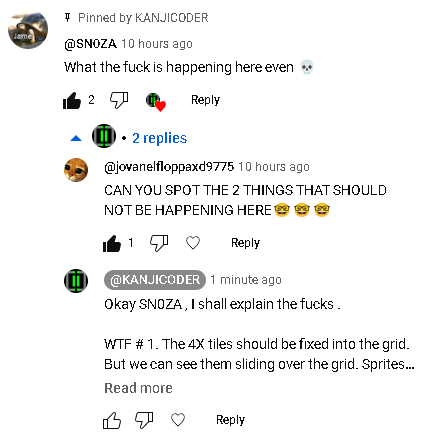 Pinned by KANJICODER
@SN0ZA 10 hours ago
What the fuck is happening here even 💀
2 Reply
• 2 replies
@jovanelfloppaxd9775 10 hours ago
CAN YOU SPOT THE 2 THINGS THAT SHOULD
NOT BE HAPPENING HERE🤓🤓🤓
1 Reply
@KANJICODER 1 minute ago
Okay SN0ZA , I shall explain the fucks .
WTF # 1. The 4X tiles should be fixed into the grid.
But we can see them sliding over the grid. Sprites...
Read more
Reply